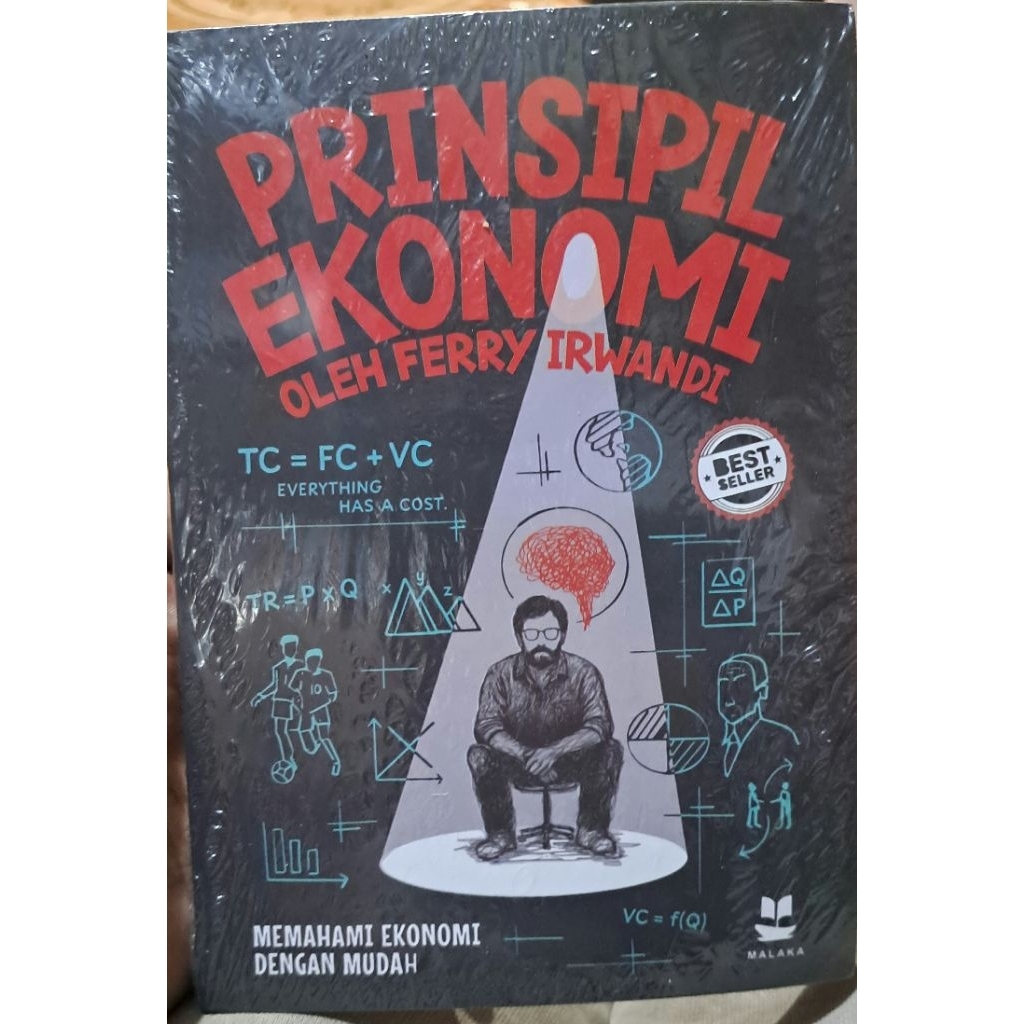 PRINSIPIL
EKONOMI
OLEH FERRY IRWANDI
TC = FC + VC
EVERYTHING
HAS A COST.
BEST
SELLER
TR = P x Q
x
y
z
ΔQ
ΔP
10
VC = f(Q)
MEMAHAMI EKONOMI
DENGAN MUDAH
MALAKA